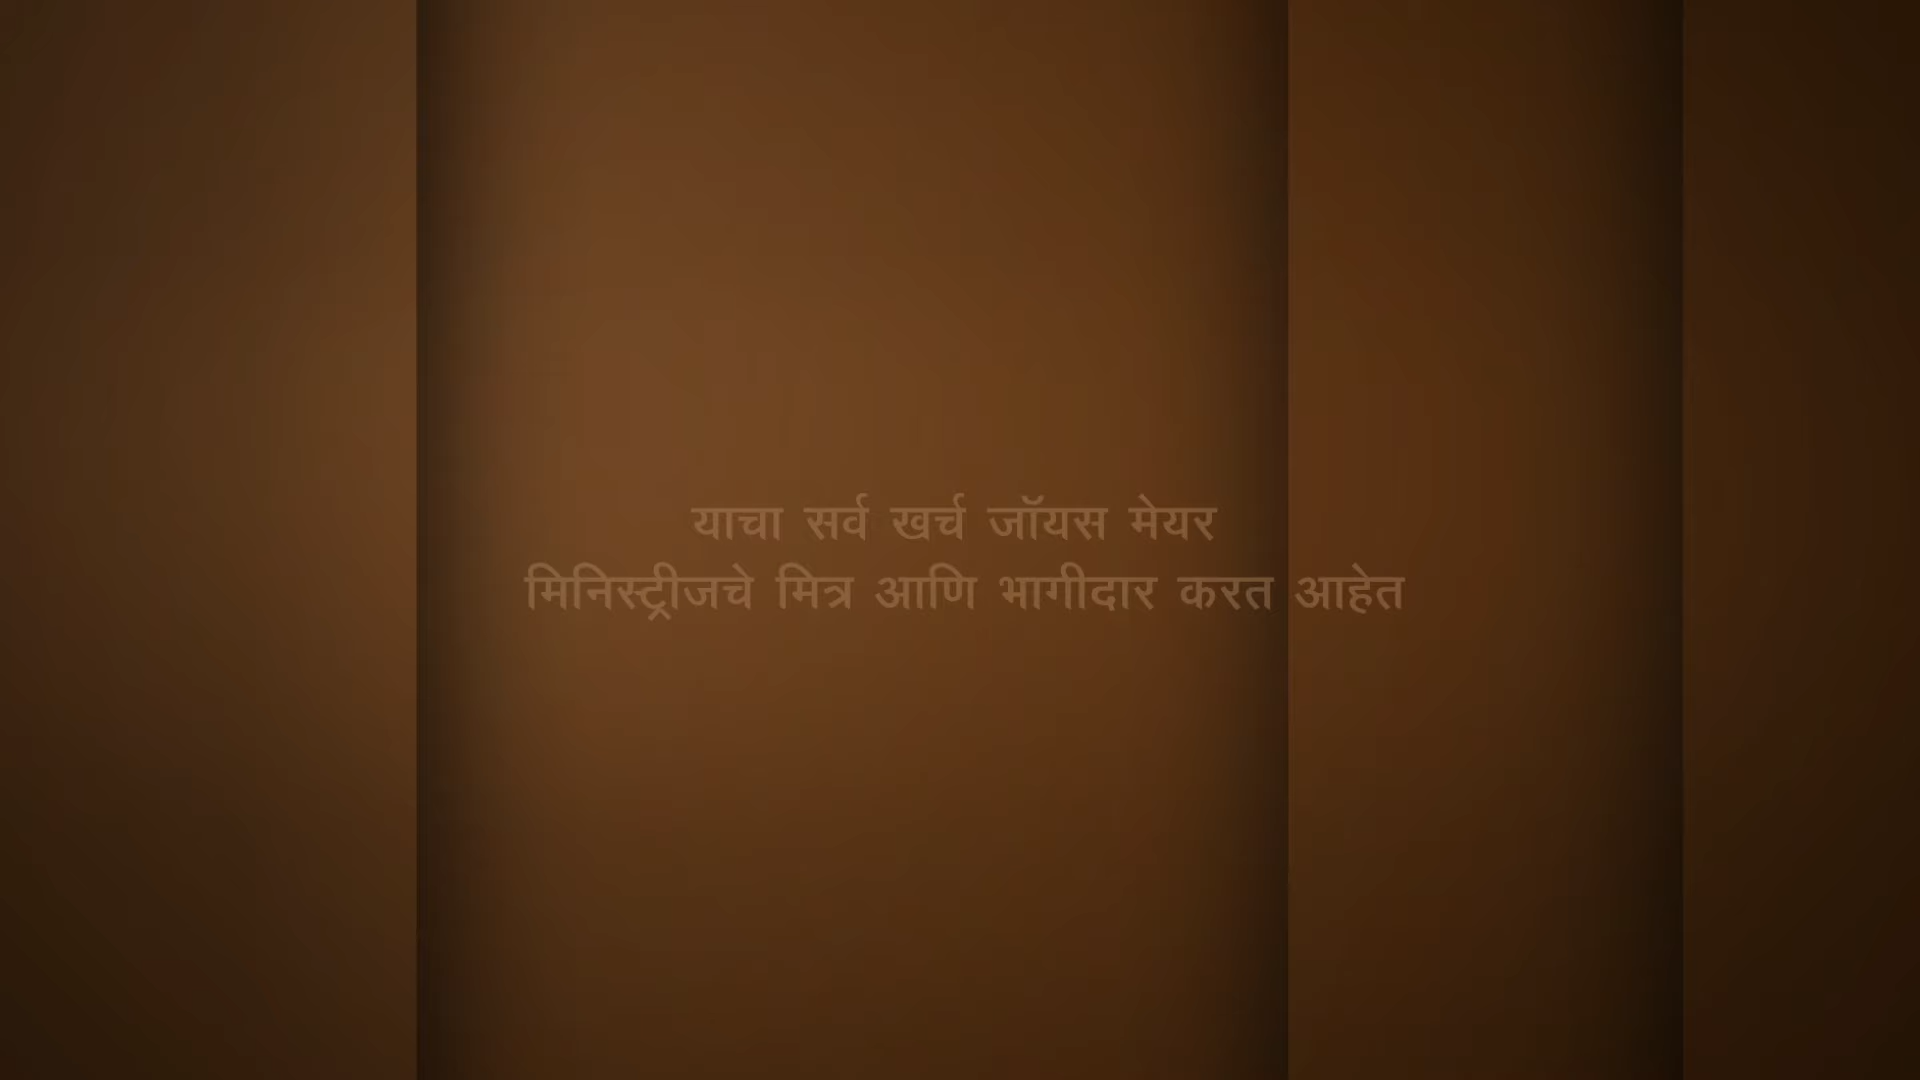 याचा सर्व खर्च जॉयस मेयर
मिनिस्ट्रीजचे मित्र आणि भागीदार करत आहेत